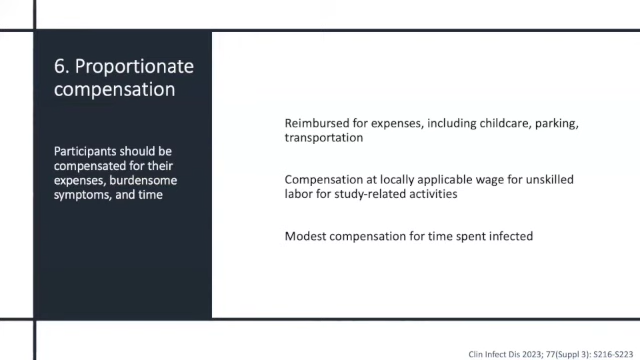 6. Proportionate
compensation
Participants should be
compensated for their
expenses, burdensome
symptoms, and time
Reimbursed for expenses, including childcare, parking,
transportation
Compensation at locally applicable wage for unskilled
labor for study-related activities
Modest compensation for time spent infected
Clin Infect Dis 2023; 77(Suppl 3): S216-S223